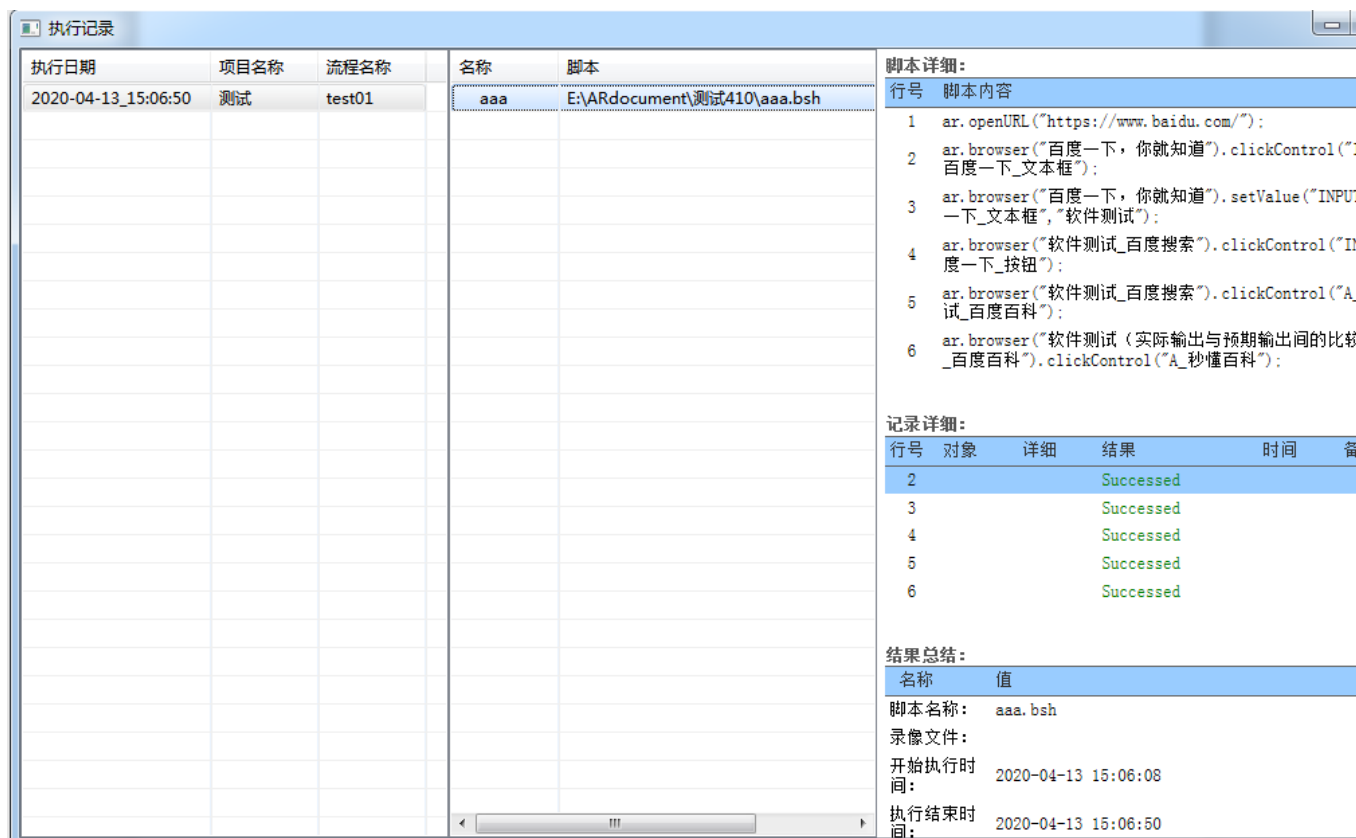 执行记录
执行日期 项目名称 流程名称
2020-04-13_15:06:50 测试 test01
名称 脚本
aaa E:\ARdocument\测试410\aaa.bsh
脚本详细:
行号 脚本内容
1 ar.openURL("https://www.baidu.com/");
2 ar.browser("百度一下，你就知道").clickControl("
百度一下_文本框");
3 ar.browser("百度一下，你就知道").setValue("INPUT
一下_文本框","软件测试");
4 ar.browser("软件测试_百度搜索").clickControl("IN
度一下_按钮");
5 ar.browser("软件测试_百度搜索").clickControl("A_
试_百度百科");
6 ar.browser("软件测试（实际输出与预期输出间的比较
_百度百科").clickControl("A_秒懂百科");
记录详细:
行号 对象 详细 结果 时间 备
2 Successed
3 Successed
4 Successed
5 Successed
6 Successed
结果总结:
名称 值
脚本名称: aaa.bsh
录像文件:
开始执行时
间: 2020-04-13 15:06:08
执行结束时
间: 2020-04-13 15:06:50